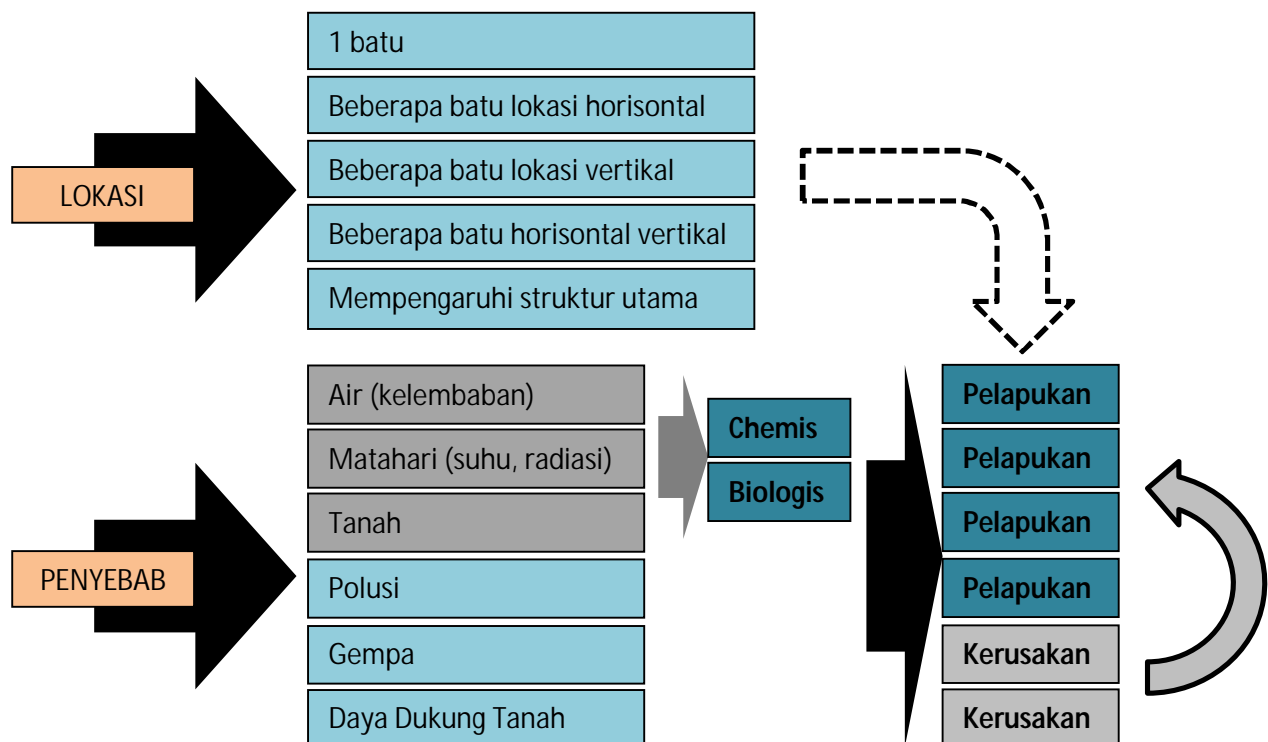 1 batu
Beberapa batu lokasi horisontal
Beberapa batu lokasi vertikal
Beberapa batu horisontal vertikal
Mempengaruhi struktur utama
LOKASI
Air (kelembaban)
Matahari (suhu, radiasi)
Tanah
Polusi
Gempa
Daya Dukung Tanah
PENYEBAB
Chemis
Biologis
Pelapukan
Pelapukan
Pelapukan
Pelapukan
Kerusakan
Kerusakan